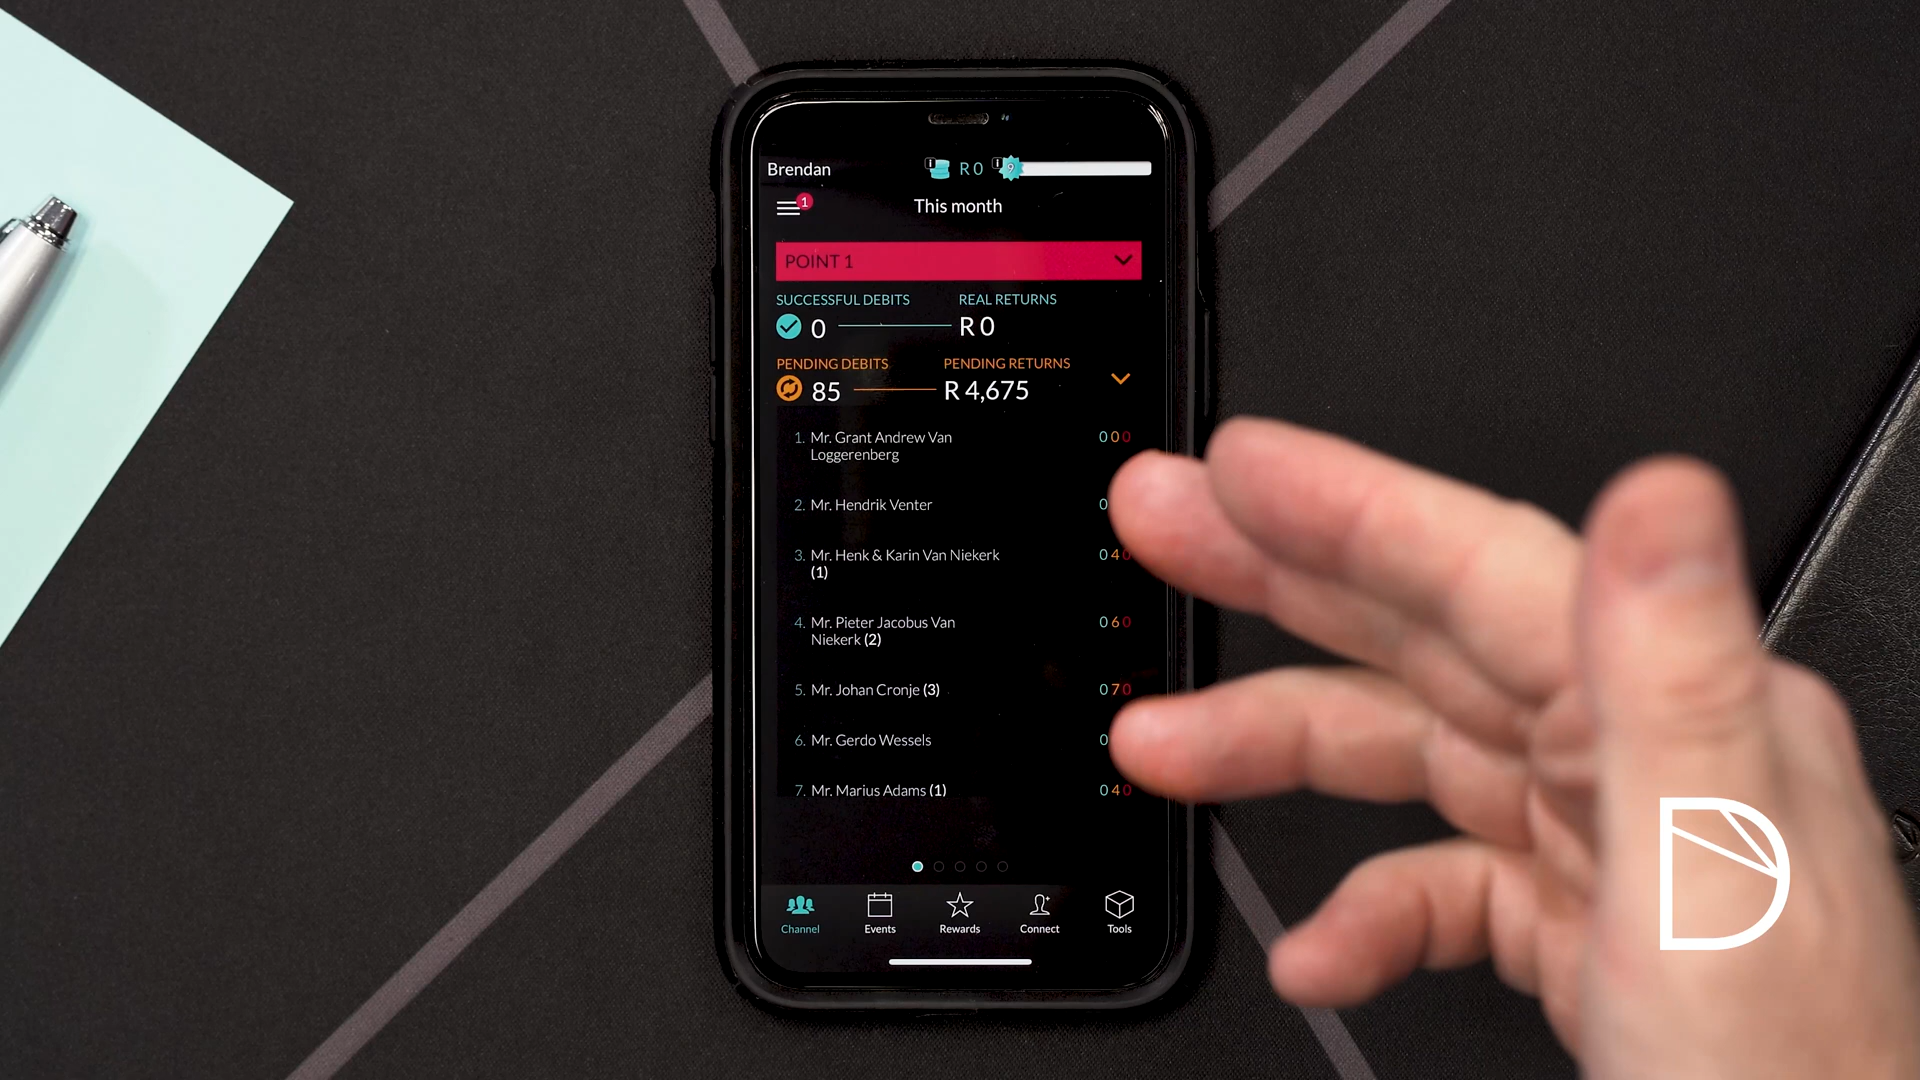 Brendan
R 0
9
1
This month
POINT 1
SUCCESSFUL DEBITS REAL RETURNS
0 R 0
PENDING DEBITS PENDING RETURNS
85 R 4,675
1. Mr. Grant Andrew Van 0 0 0
Loggerenberg
2. Mr. Hendrik Venter 0
3. Mr. Henk & Karin Van Niekerk 0 4 0
(1)
4. Mr. Pieter Jacobus Van 0 6 0
Niekerk (2)
5. Mr. Johan Cronje (3) 0 7 0
6. Mr. Gerdo Wessels 0
7. Mr. Marius Adams (1) 0 4 0
Channel Events Rewards Connect Tools